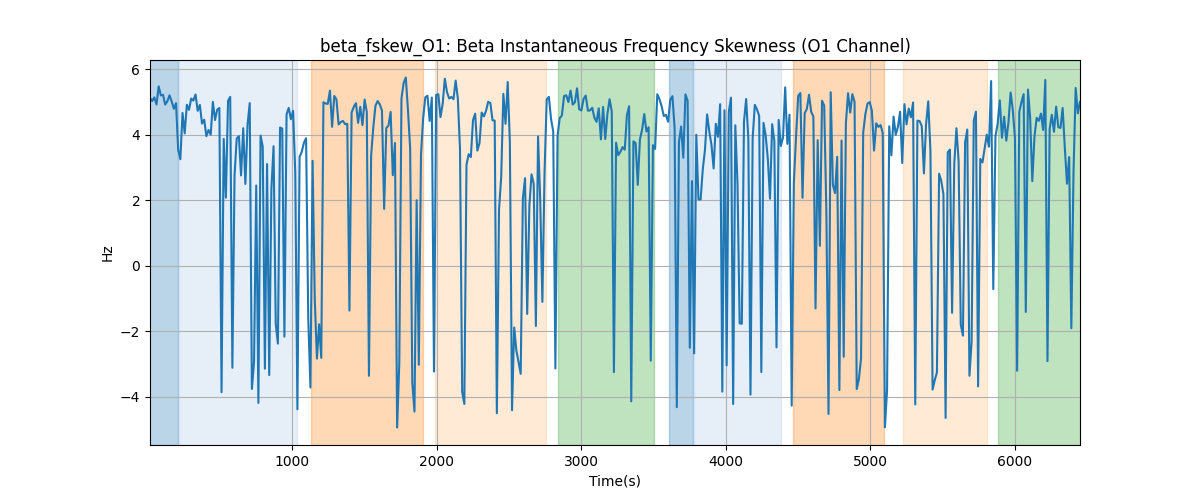 beta_fskew_O1: Beta Instantaneous Frequency Skewness (O1 Channel)
6
4
2
0
−2
−4
Hz
1000 2000 3000 4000 5000 6000
Time(s)